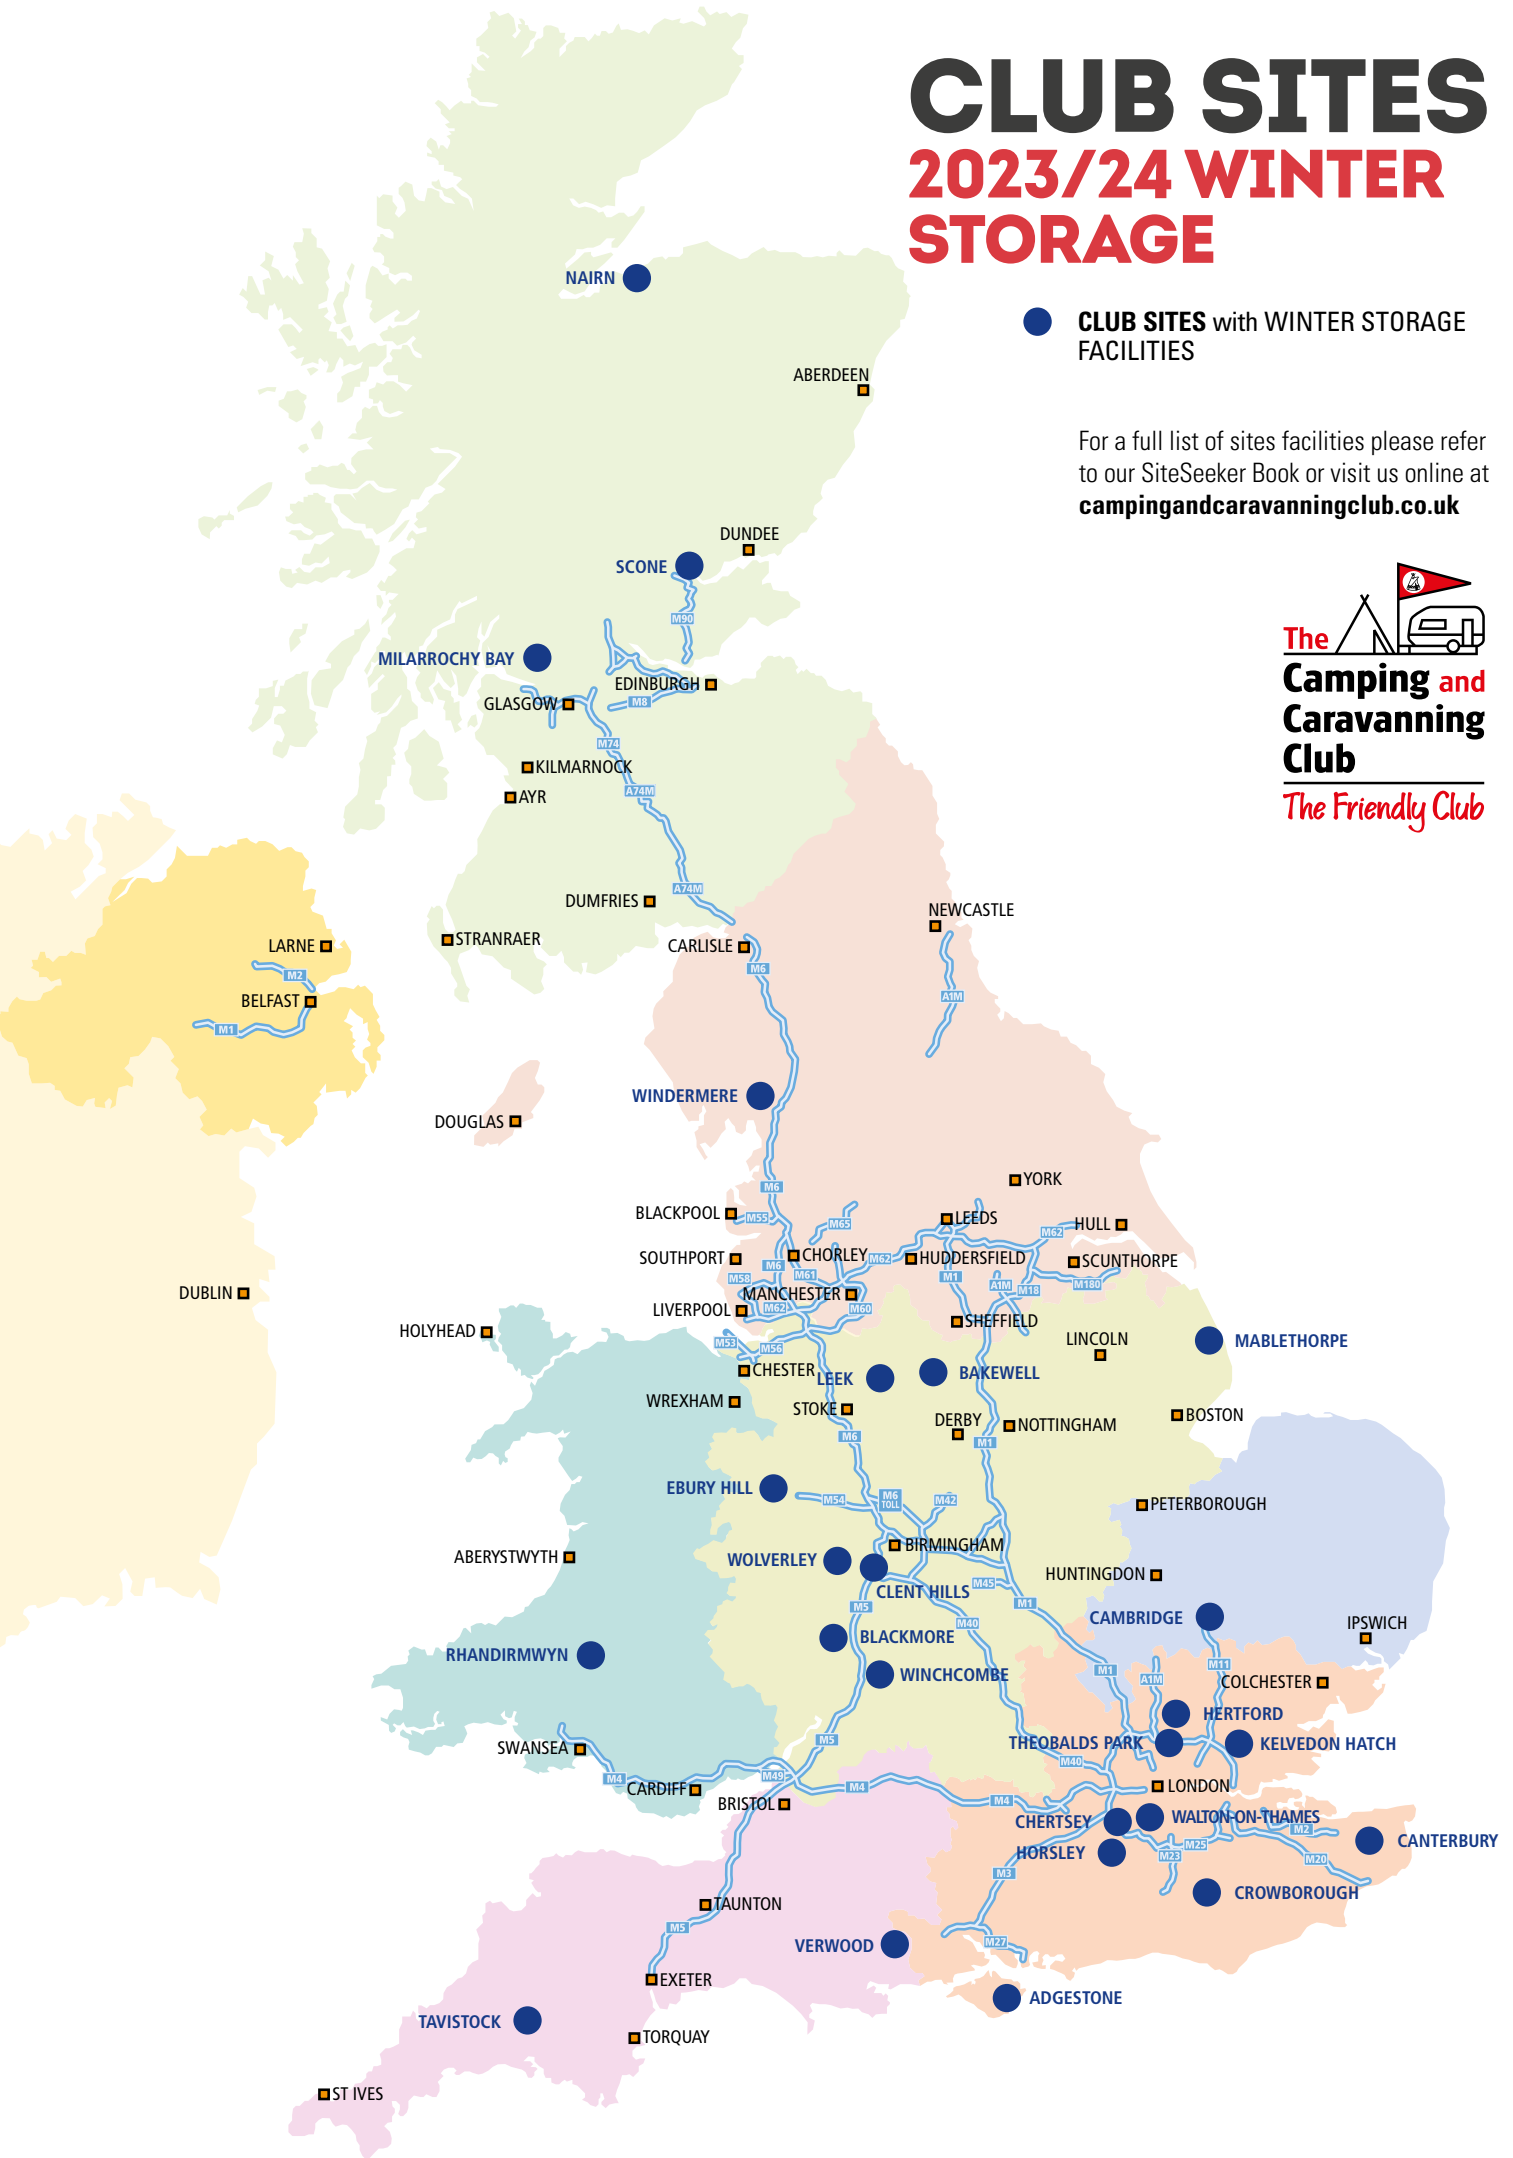 CLUB SITES
2023/24 WINTER
STORAGE
CLUB SITES with WINTER STORAGE
FACILITIES
For a full list of sites facilities please refer
to our SiteSeeker Book or visit us online at
campingandcaravanningclub.co.uk
The
Camping and
Caravanning
Club
The Friendly Club
NAIRN
ABERDEEN
DUNDEE
SCONE
M90
MILARROCHY BAY
EDINBURGH
M8
GLASGOW
M74
KILMARNOCK
A74M
AYR
A74M
DUMFRIES
NEWCASTLE
STRANRAER
LARNE
CARLISLE
M6
M2
A1M
BELFAST
M1
WINDERMERE
DOUGLAS
YORK
M6
BLACKPOOL
M55
M65
LEEDS
HULL
M62
SOUTHPORT
CHORLEY
M62
HUDDERSFIELD
SCUNTHORPE
M6
M61
M58
M1
A1M
M18
M180
DUBLIN
MANCHESTER
LIVERPOOL
M62
M60
SHEFFIELD
HOLYHEAD
M53
M56
LINCOLN
MABLETHORPE
CHESTER
LEEK
BAKEWELL
WREXHAM
STOKE
DERBY
NOTTINGHAM
BOSTON
M6
M1
EBURY HILL
M54
M6
TOLL
M42
PETERBOROUGH
BIRMINGHAM
ABERYSTWYTH
WOLVERLEY
CLENT HILLS
M45
HUNTINGDON
M5
M1
CAMBRIDGE
M40
IPSWICH
BLACKMORE
RHANDIRMWYN
WINCHCOMBE
M1
A1M
M11
COLCHESTER
HERTFORD
SWANSEA
M5
THEOBALDS PARK
KELVEDON HATCH
M40
M4
M49
CARDIFF
M4
LONDON
BRISTOL
M4
CHERTSEY
WALTON-ON-THAMES
M2
CANTERBURY
HORSLEY
M25
M23
M20
M3
CROWBOROUGH
TAUNTON
M5
VERWOOD
M27
EXETER
ADGESTONE
TAVISTOCK
TORQUAY
ST IVES